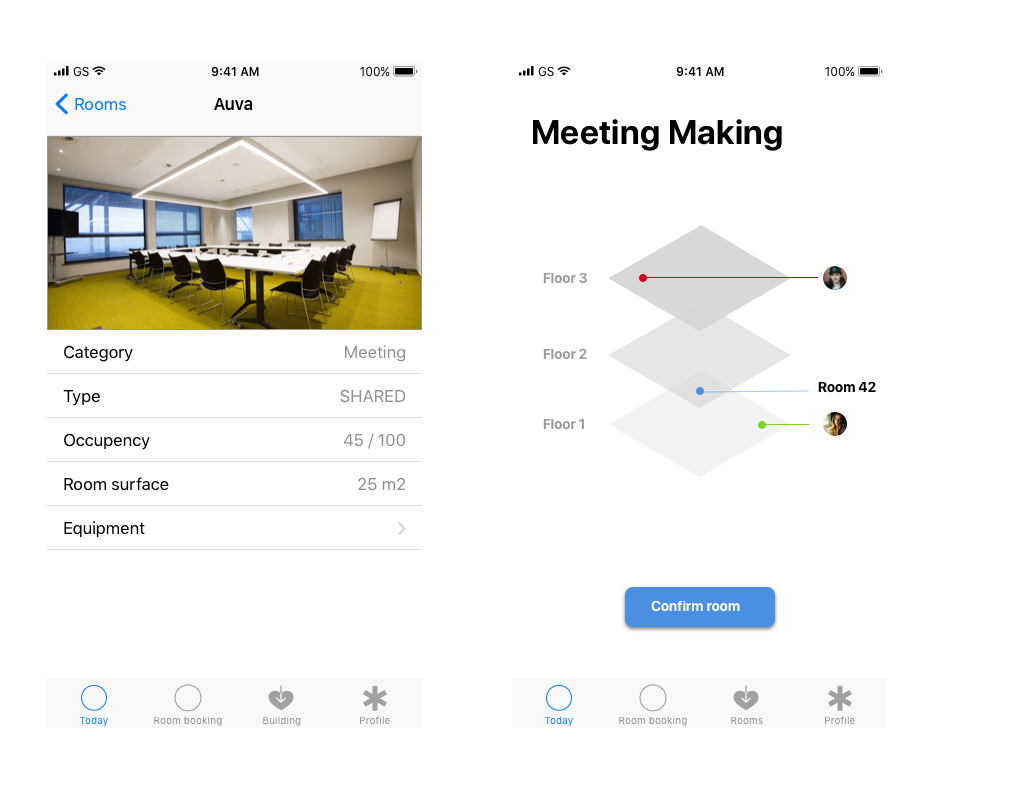 GS 9:41 AM 100%
Rooms Auva
Category Meeting
Type SHARED
Occupency 45 / 100
Room surface 25 m2
Equipment
Today Room booking Building Profile
GS 9:41 AM 100%
Meeting Making
Floor 3
Floor 2
Room 42
Floor 1
Confirm room
Today Room booking Rooms Profile